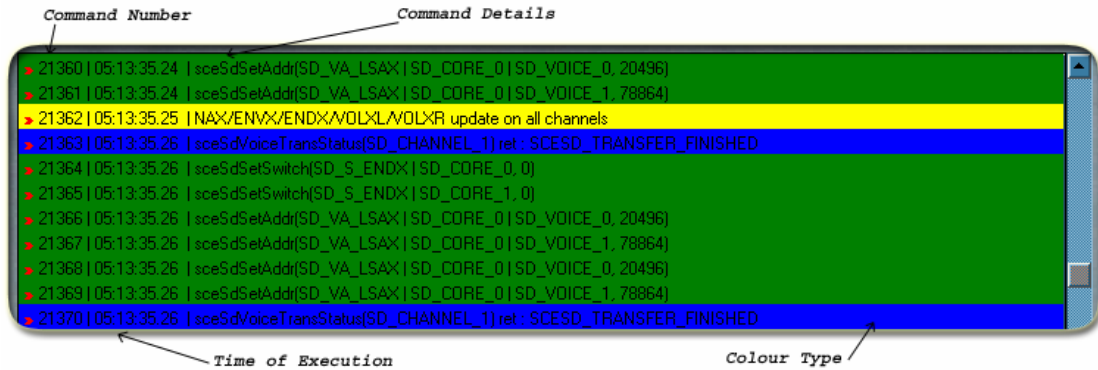 Command Number
Command Details
» 21360 | 05:13:35.24 | sceSdSetAddr(SD_VA_LSAX | SD_CORE_0 | SD_VOICE_0, 20496)
» 21361 | 05:13:35.24 | sceSdSetAddr(SD_VA_LSAX | SD_CORE_0 | SD_VOICE_1, 78864)
» 21362 | 05:13:35.25 | NAX/ENVX/ENDX/VOLXL/VOLXR update on all channels
» 21363 | 05:13:35.26 | sceSdVoiceTransStatus(SD_CHANNEL_1) ret : SCESD_TRANSFER_FINISHED
» 21364 | 05:13:35.26 | sceSdSetSwitch(SD_S_ENDX | SD_CORE_0, 0)
» 21365 | 05:13:35.26 | sceSdSetSwitch(SD_S_ENDX | SD_CORE_1, 0)
» 21366 | 05:13:35.26 | sceSdSetAddr(SD_VA_LSAX | SD_CORE_0 | SD_VOICE_0, 20496)
» 21367 | 05:13:35.26 | sceSdSetAddr(SD_VA_LSAX | SD_CORE_0 | SD_VOICE_1, 78864)
» 21368 | 05:13:35.26 | sceSdSetAddr(SD_VA_LSAX | SD_CORE_0 | SD_VOICE_0, 20496)
» 21369 | 05:13:35.26 | sceSdSetAddr(SD_VA_LSAX | SD_CORE_0 | SD_VOICE_1, 78864)
» 21370 | 05:13:35.26 | sceSdVoiceTransStatus(SD_CHANNEL_1) ret : SCESD_TRANSFER_FINISHED
Time of Execution
Colour Type